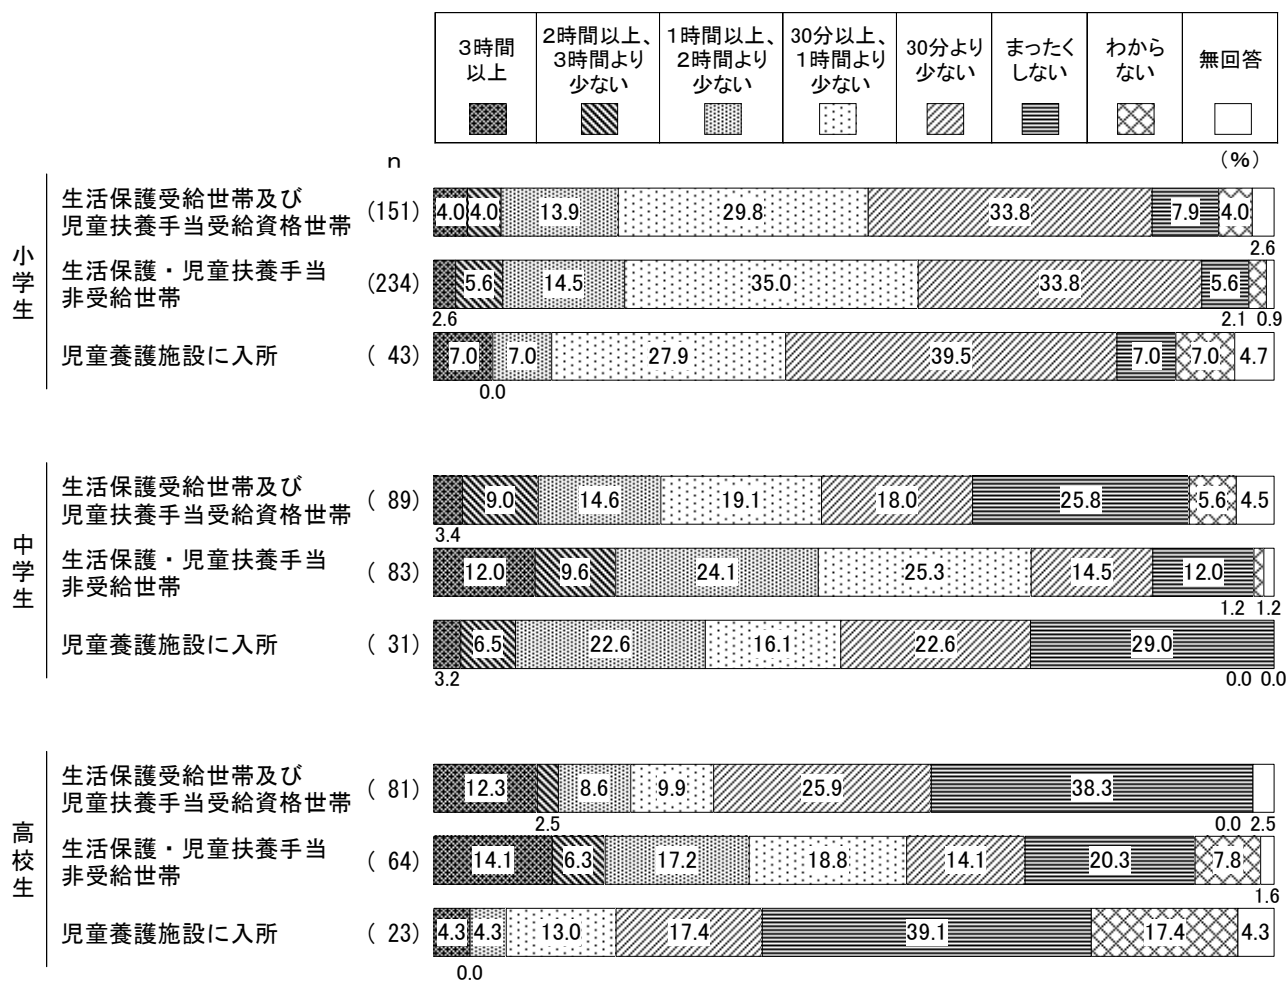 ３時間
以上
２時間以上、
３時間より
少ない
１時間以上、
２時間より
少ない
30分以上、
１時間より
少ない
30分より
少ない
まったく
しない
わから
ない
無回答
ｎ
(％)
小学生
生活保護受給世帯及び
児童扶養手当受給資格世帯
(151)
4.0 4.0 13.9 29.8 33.8 7.9 4.0
2.6
生活保護・児童扶養手当
非受給世帯
(234)
5.6 14.5 35.0 33.8 5.6
2.6 2.1 0.9
児童養護施設に入所
( 43)
7.0 7.0 27.9 39.5 7.0 7.0 4.7
0.0
中学生
生活保護受給世帯及び
児童扶養手当受給資格世帯
( 89)
9.0 14.6 19.1 18.0 25.8 5.6 4.5
3.4
生活保護・児童扶養手当
非受給世帯
( 83)
12.0 9.6 24.1 25.3 14.5 12.0
1.2 1.2
児童養護施設に入所
( 31)
6.5 22.6 16.1 22.6 29.0
3.2 0.0 0.0
高校生
生活保護受給世帯及び
児童扶養手当受給資格世帯
( 81)
12.3 8.6 9.9 25.9 38.3
2.5 0.0 2.5
生活保護・児童扶養手当
非受給世帯
( 64)
14.1 6.3 17.2 18.8 14.1 20.3 7.8
1.6
児童養護施設に入所
( 23)
4.3 4.3 13.0 17.4 39.1 17.4 4.3
0.0